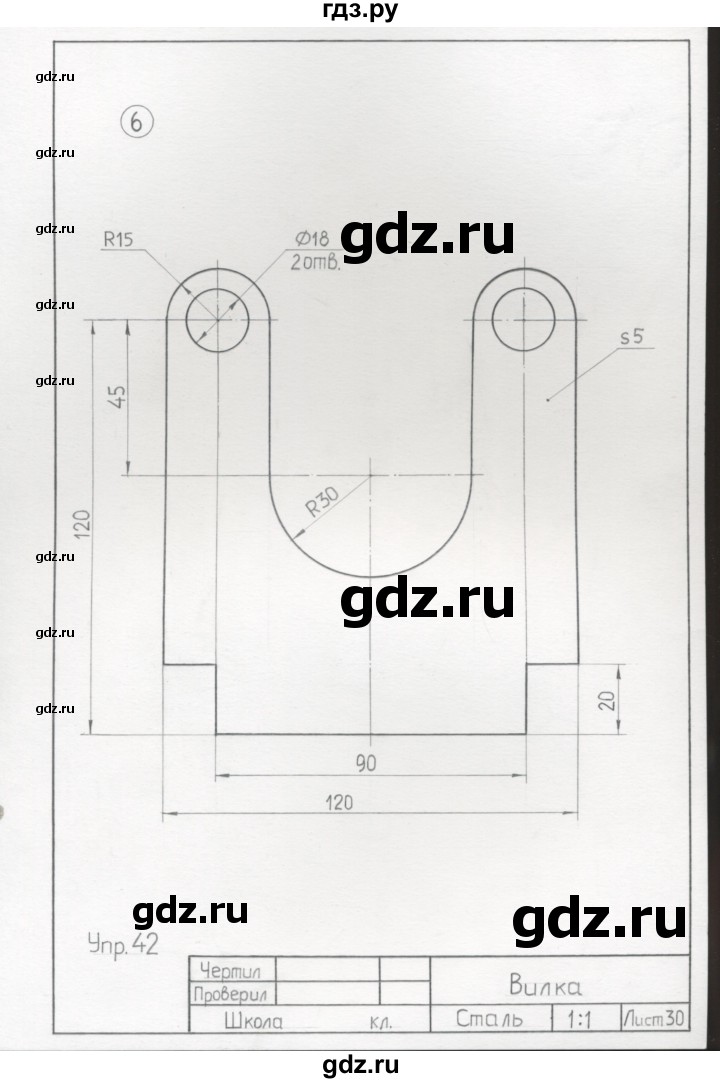 гдз.ру
gdz.ru
6
gdz.ru
gdz.ru
R15
Ø18
2отв.
gdz.ru
gdz.ru
s5
gdz.ru
45
R30
120
gdz.ru
gdz.ru
gdz.ru
20
gdz.ru
90
120
gdz.ru
gdz.ru
Упр. 42
Чертил
Проверил
Вилка
Школа кл.
Сталь
1:1
Лист 30
gdz.ru